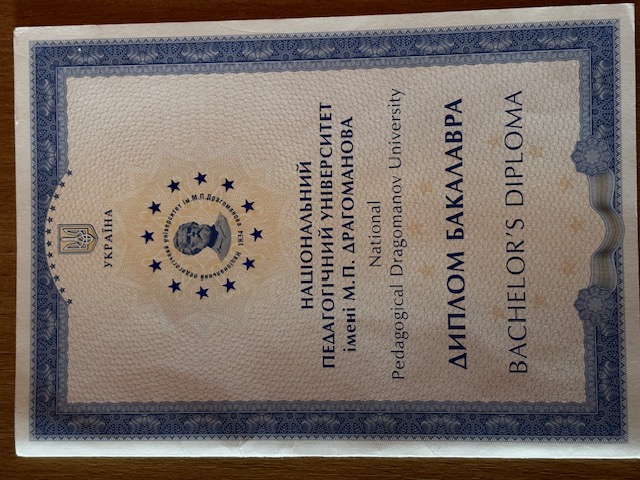 УКРАЇНА
Національний педагогічний університет ім.М.П.Драгоманова
1834
НАЦІОНАЛЬНИЙ
ПЕДАГОГІЧНИЙ УНІВЕРСИТЕТ
імені М. П. ДРАГОМАНОВА
National
Pedagogical Dragomanov University
ДИПЛОМ БАКАЛАВРА
BACHELOR'S DIPLOMA